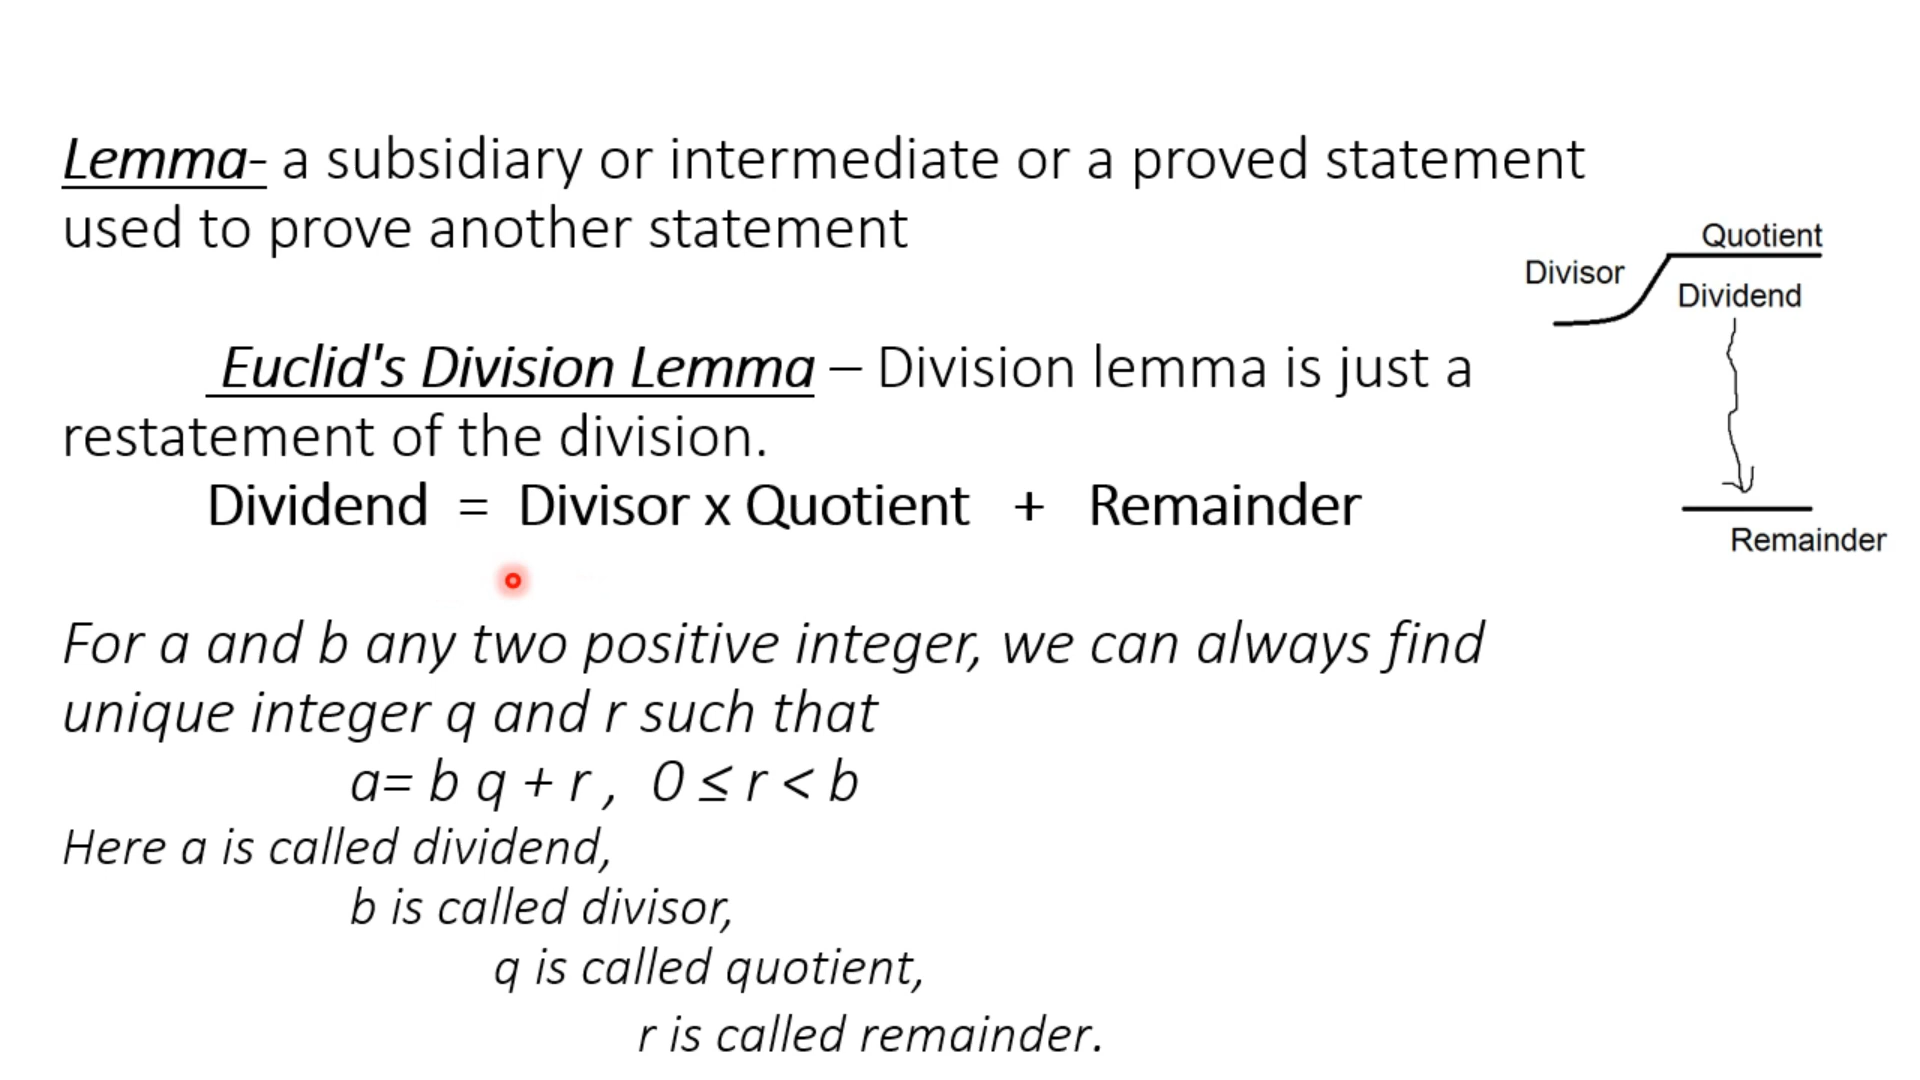 Lemma- a subsidiary or intermediate or a proved statement
used to prove another statement
Quotient
Divisor
Dividend
Euclid's Division Lemma – Division lemma is just a
restatement of the division.
Dividend = Divisor x Quotient + Remainder
Remainder
For a and b any two positive integer, we can always find
unique integer q and r such that
a= b q + r , 0 ≤ r < b
Here a is called dividend,
b is called divisor,
q is called quotient,
r is called remainder.